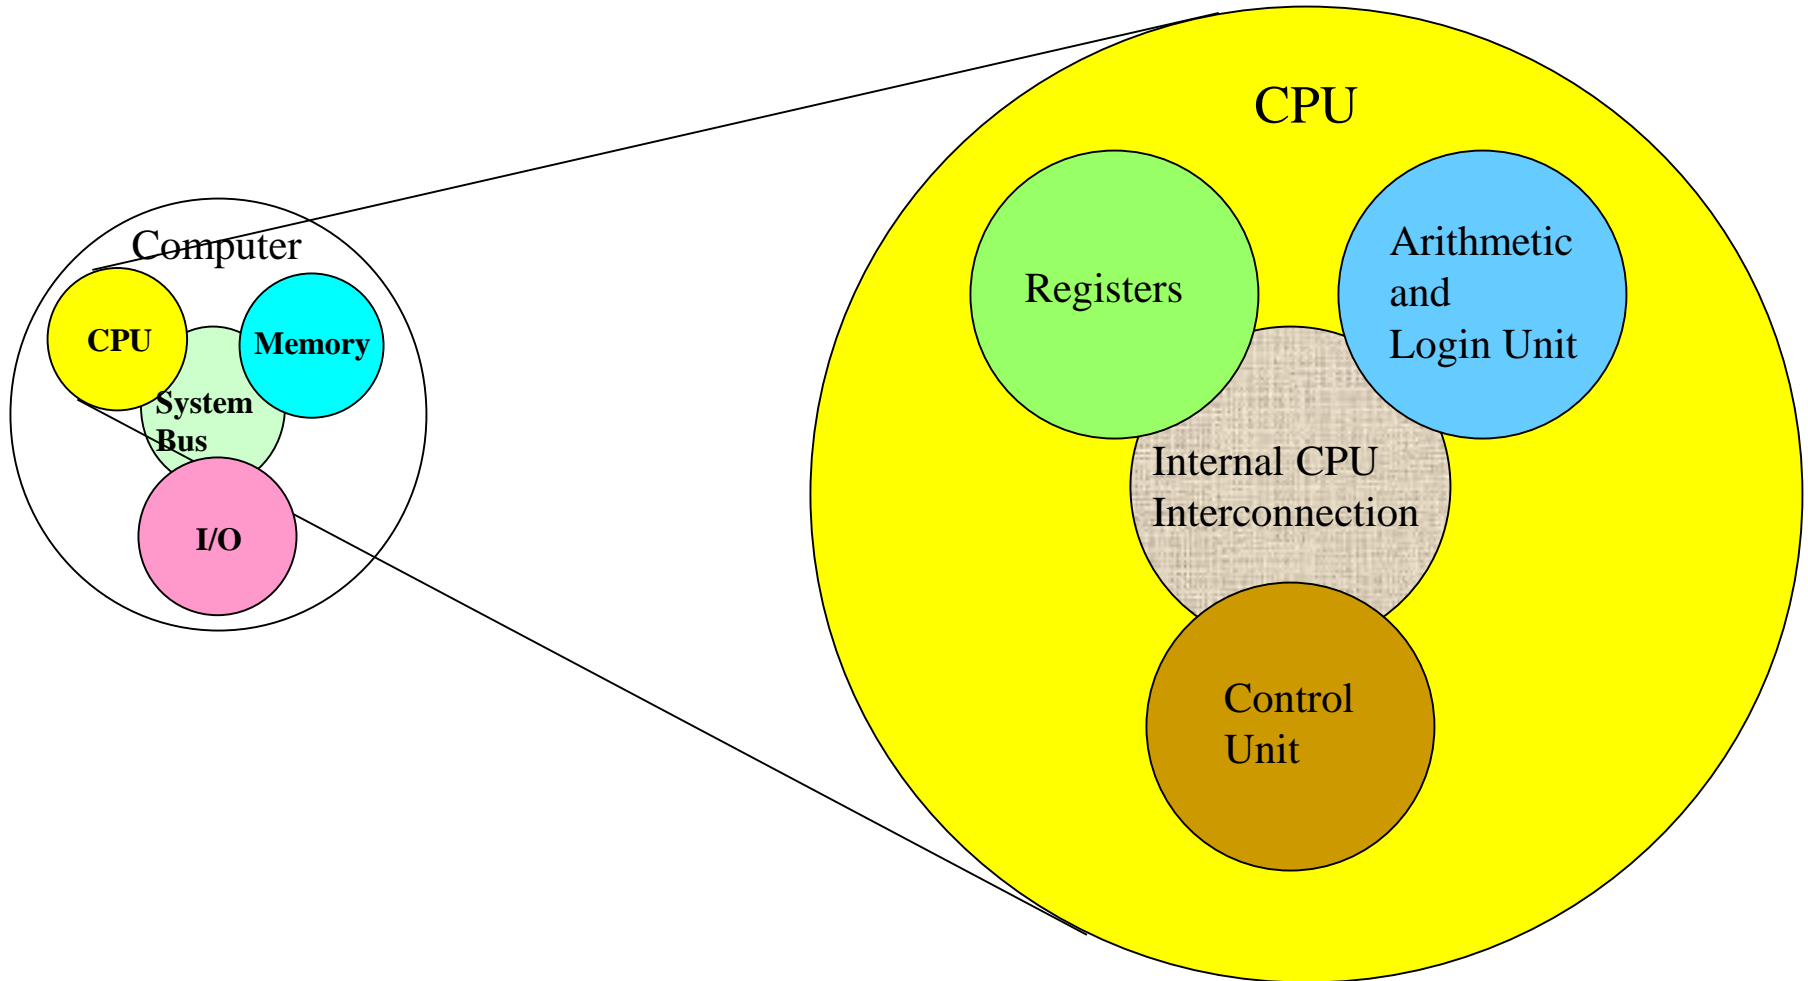 Computer
CPU
Memory
System
Bus
I/O
CPU
Registers
Arithmetic
and
Login Unit
Internal CPU
Interconnection
Control
Unit